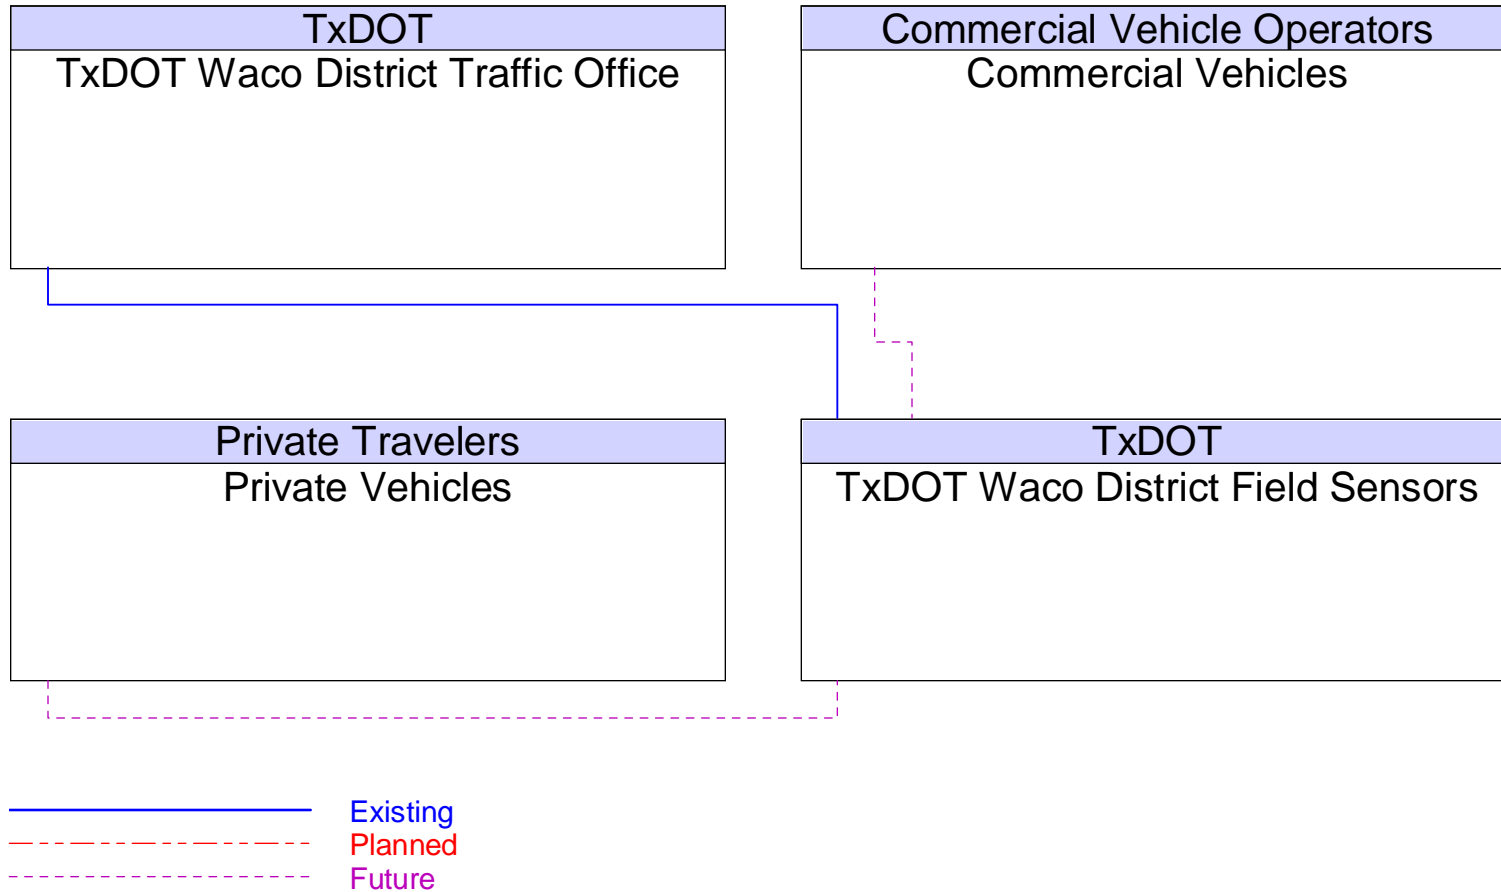 TxDOT
TxDOT Waco District Traffic Office
Commercial Vehicle Operators
Commercial Vehicles
Private Travelers
Private Vehicles
TxDOT
TxDOT Waco District Field Sensors
Existing
Planned
Future